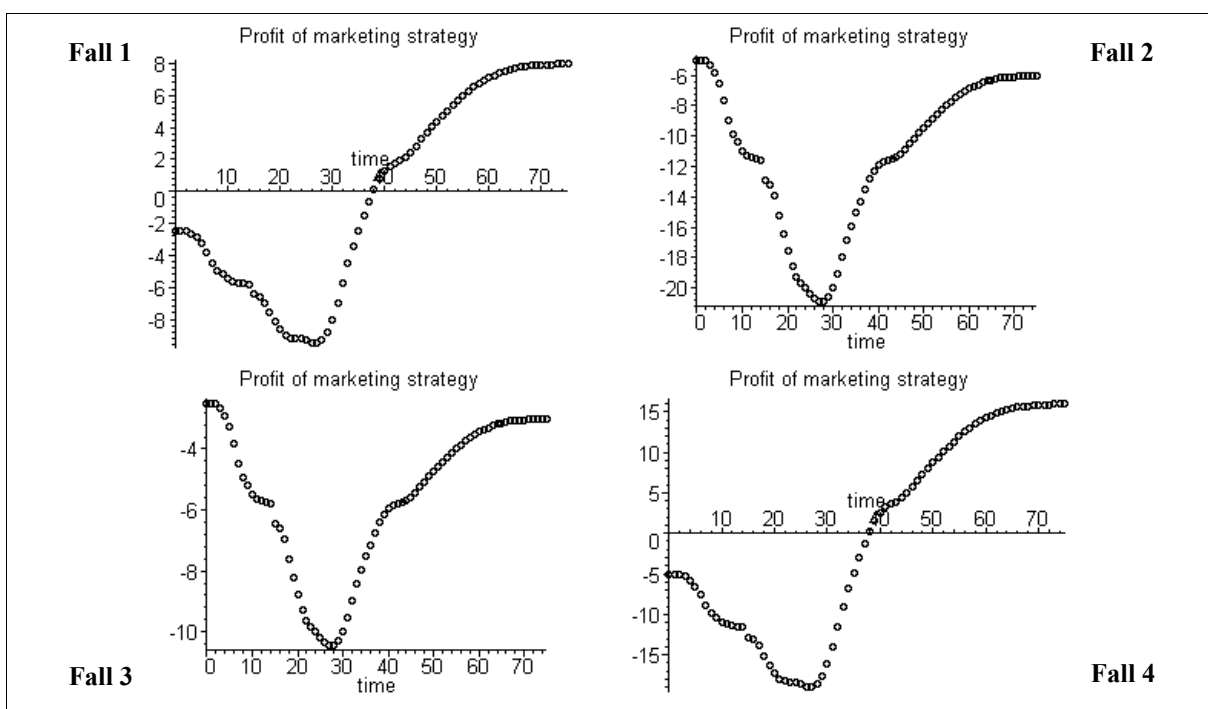 Fall 1
Profit of marketing strategy
8
6
4
2
time
10 20 30 40 50 60 70
0
-2
-4
-6
-8
Fall 2
Profit of marketing strategy
-6
-8
-10
-12
-14
-16
-18
-20
0 10 20 30 40 50 60 70
time
Fall 3
Profit of marketing strategy
-4
-6
-8
-10
0 10 20 30 40 50 60 70
time
Fall 4
Profit of marketing strategy
15
10
5
time
10 20 30 40 50 60 70
0
-5
-10
-15